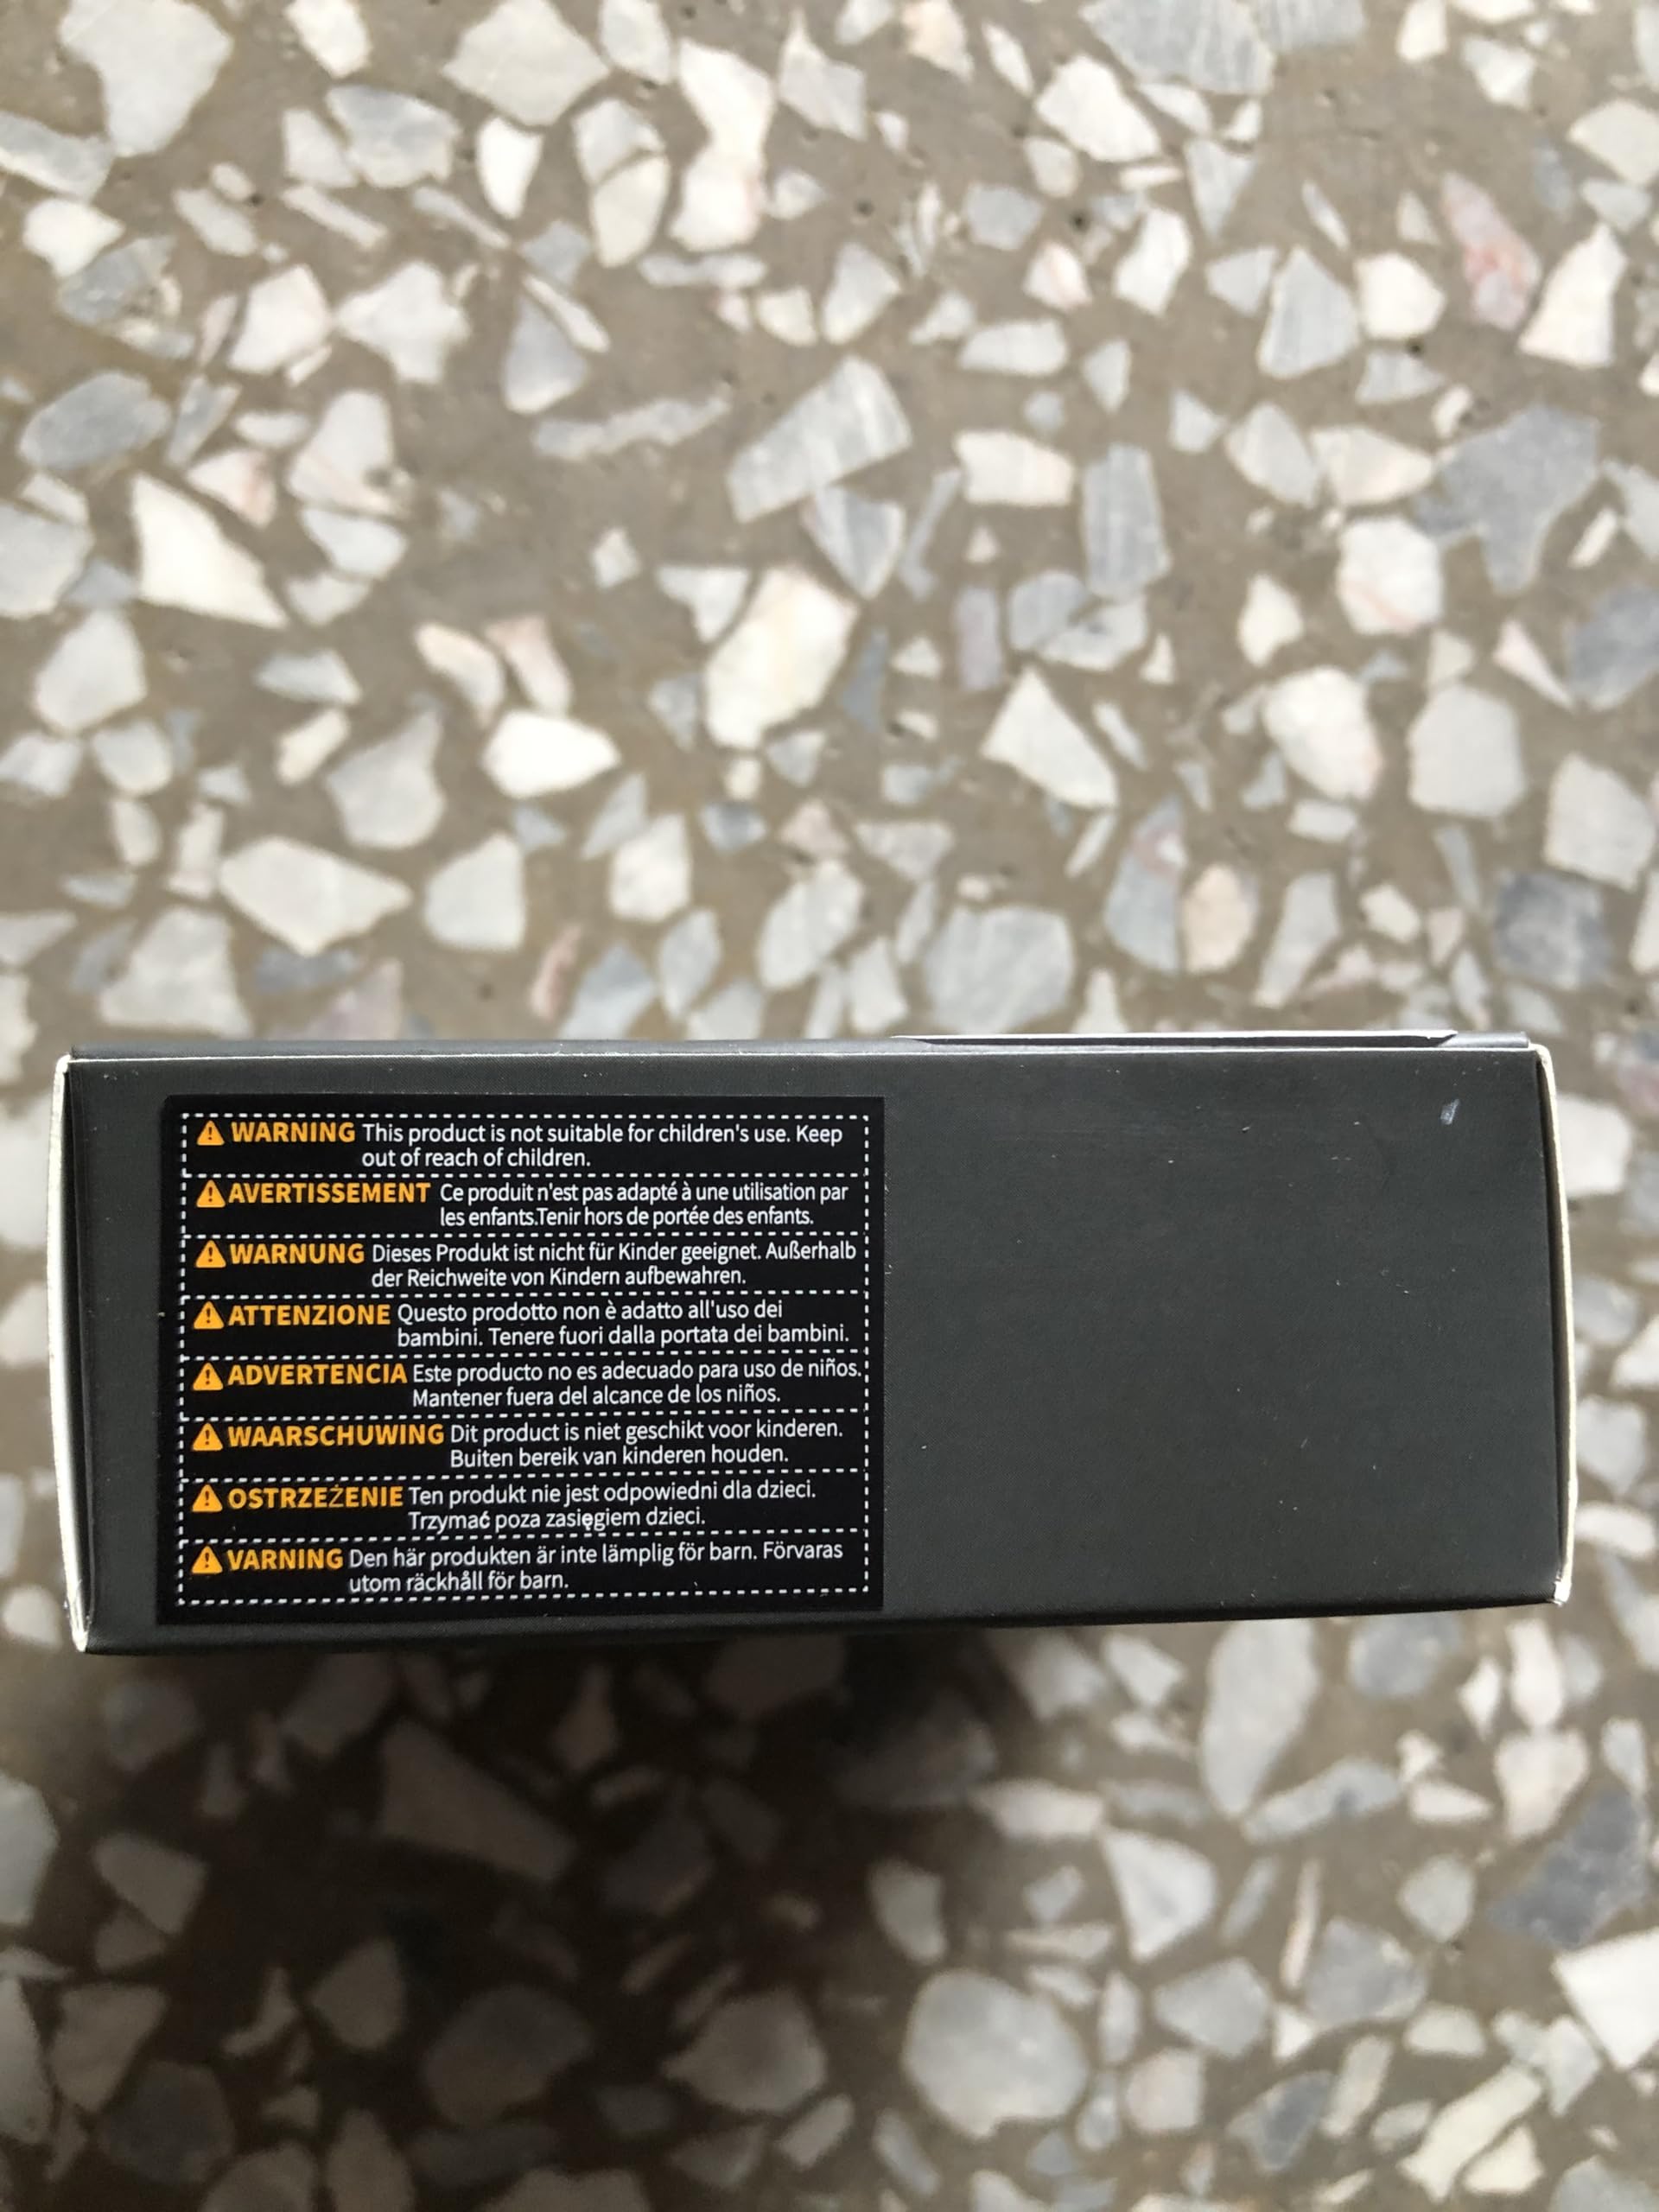 WARNING This product is not suitable for children's use. Keep
out of reach of children.
AVERTISSEMENT Ce produit n'est pas adapté à une utilisation par
les enfants.Tenir hors de portée des enfants.
WARNUNG Dieses Produkt ist nicht für Kinder geeignet. Außerhalb
der Reichweite von Kindern aufbewahren.
ATTENZIONE Questo prodotto non è adatto all'uso dei
bambini. Tenere fuori dalla portata dei bambini.
ADVERTENCIA Este producto no es adecuado para uso de niños.
Mantener fuera del alcance de los niños.
WAARSCHUWING Dit product is niet geschikt voor kinderen.
Buiten bereik van kinderen houden.
OSTRZEŻENIE Ten produkt nie jest odpowiedni dla dzieci.
Trzymać poza zasięgiem dzieci.
VARNING Den här produkten är inte lämplig för barn. Förvaras
utom räckhåll för barn.